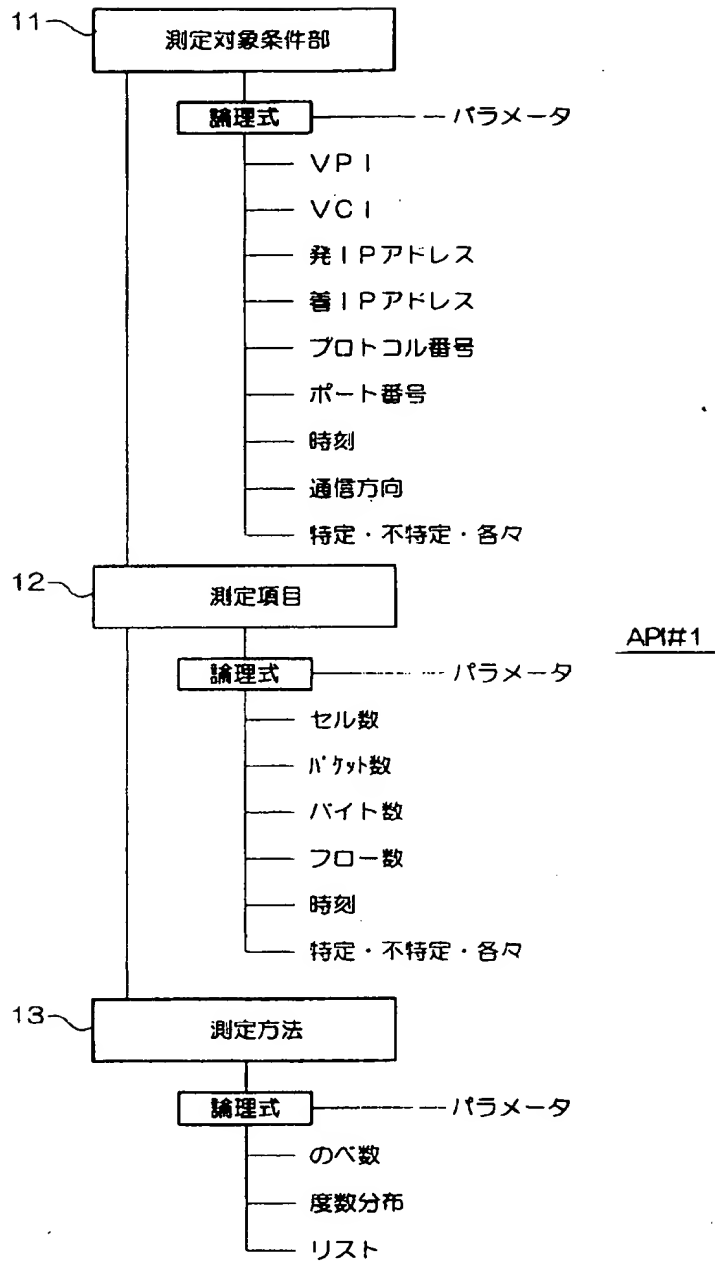 11
測定対象条件部
論理式
パラメータ
VPI
VCI
発IPアドレス
着IPアドレス
プロトコル番号
ポート番号
時刻
通信方向
特定・不特定・各々
12
測定項目
API#1
論理式
パラメータ
セル数
パケット数
バイト数
フロー数
時刻
特定・不特定・各々
13
測定方法
論理式
パラメータ
のべ数
度数分布
リスト